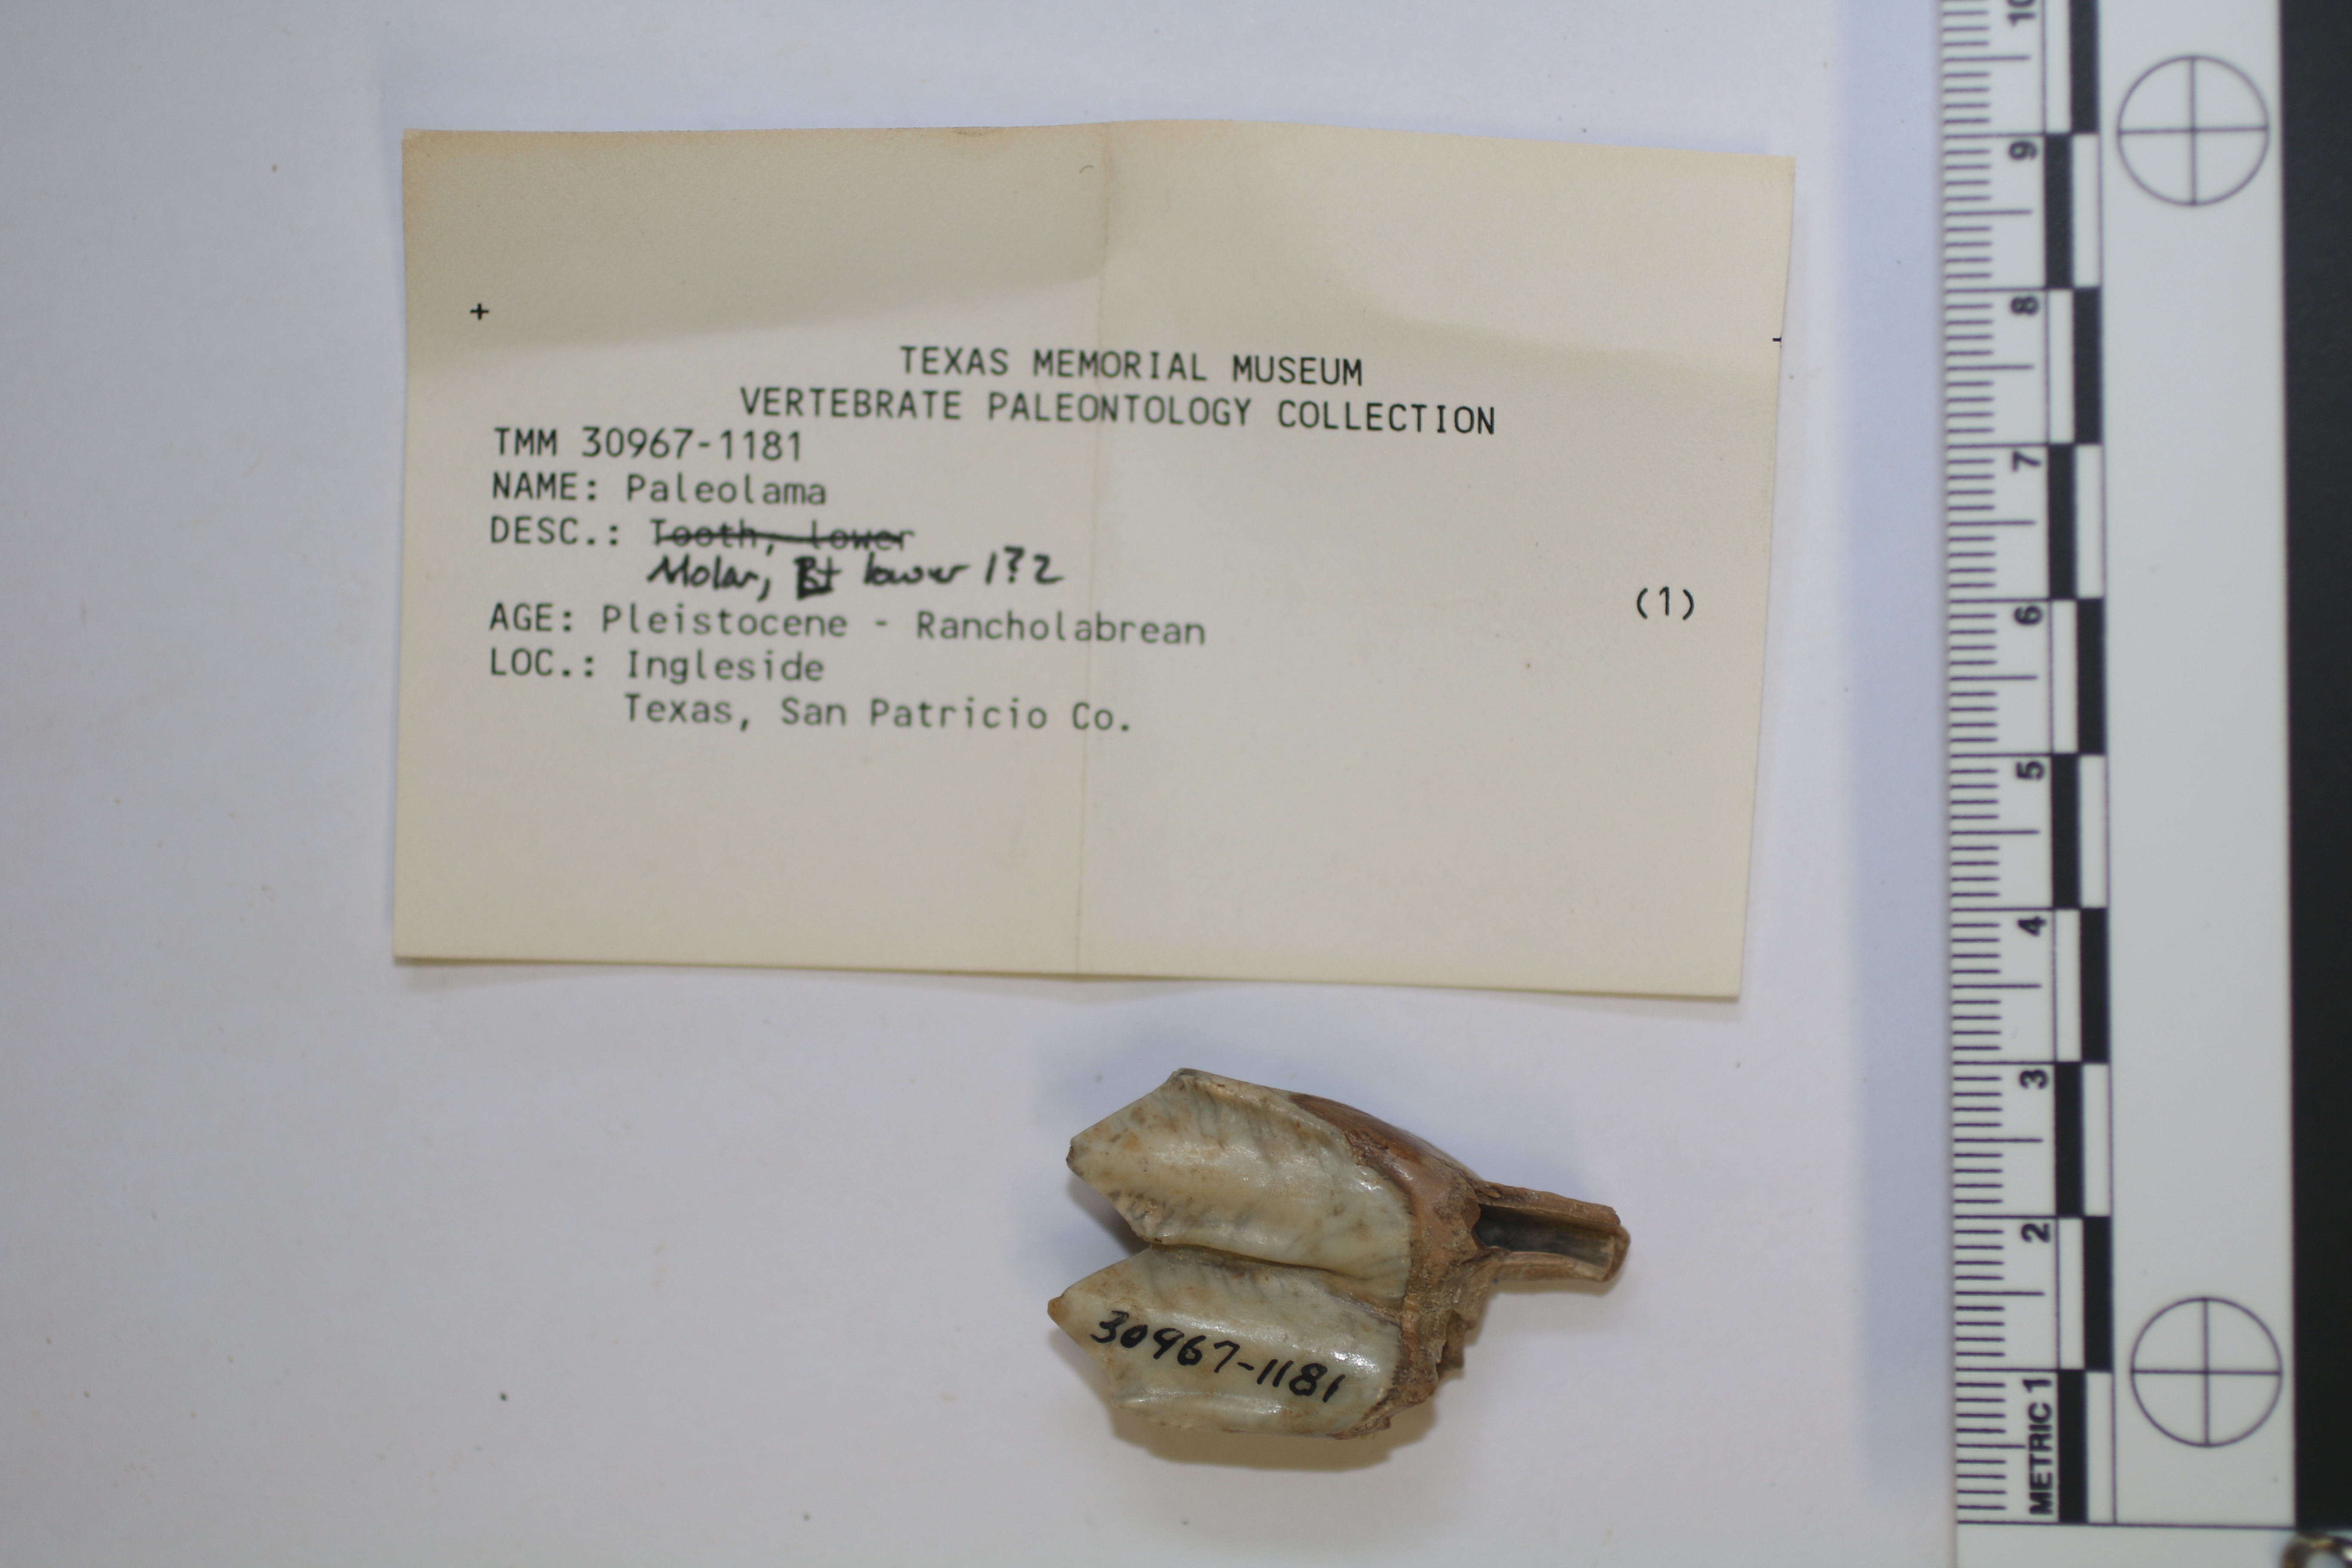 +
TEXAS MEMORIAL MUSEUM
VERTEBRATE PALEONTOLOGY COLLECTION
TMM 30967-1181
NAME: Paleolama
DESC.: Tooth, lower
Molar, Rt lower 1?2
(1)
AGE: Pleistocene - Rancholabrean
LOC.: Ingleside
Texas, San Patricio Co.
30967-1181
10
9
8
7
6
5
4
3
2
METRIC 1